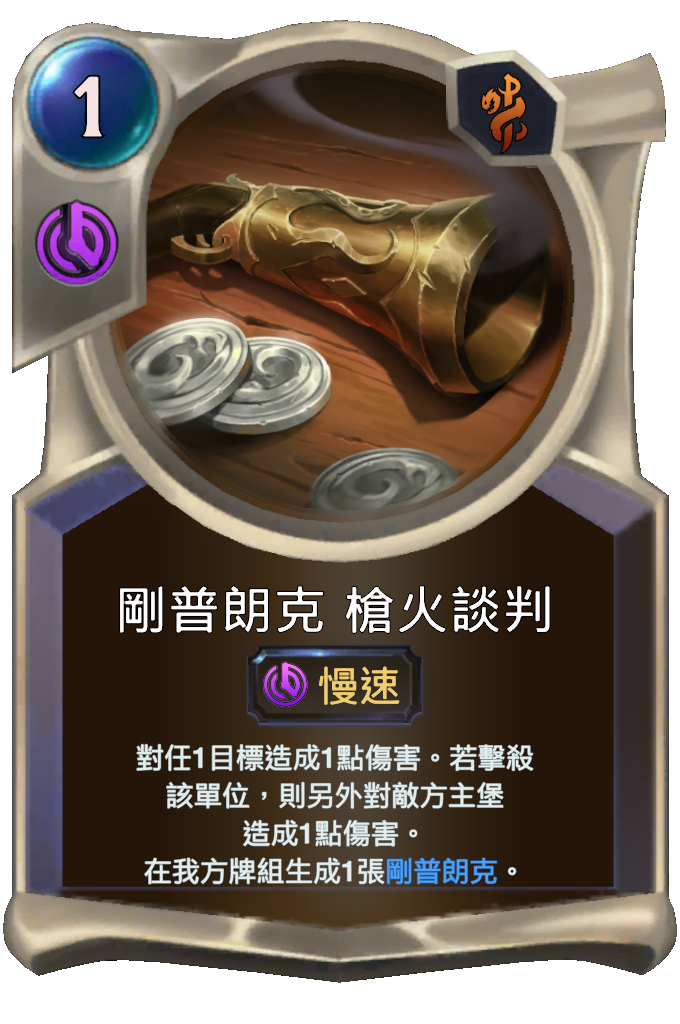 1
剛普朗克 槍火談判
慢速
對任1目標造成1點傷害。若擊殺
該單位，則另外對敵方主堡
造成1點傷害。
在我方牌組生成1張剛普朗克。